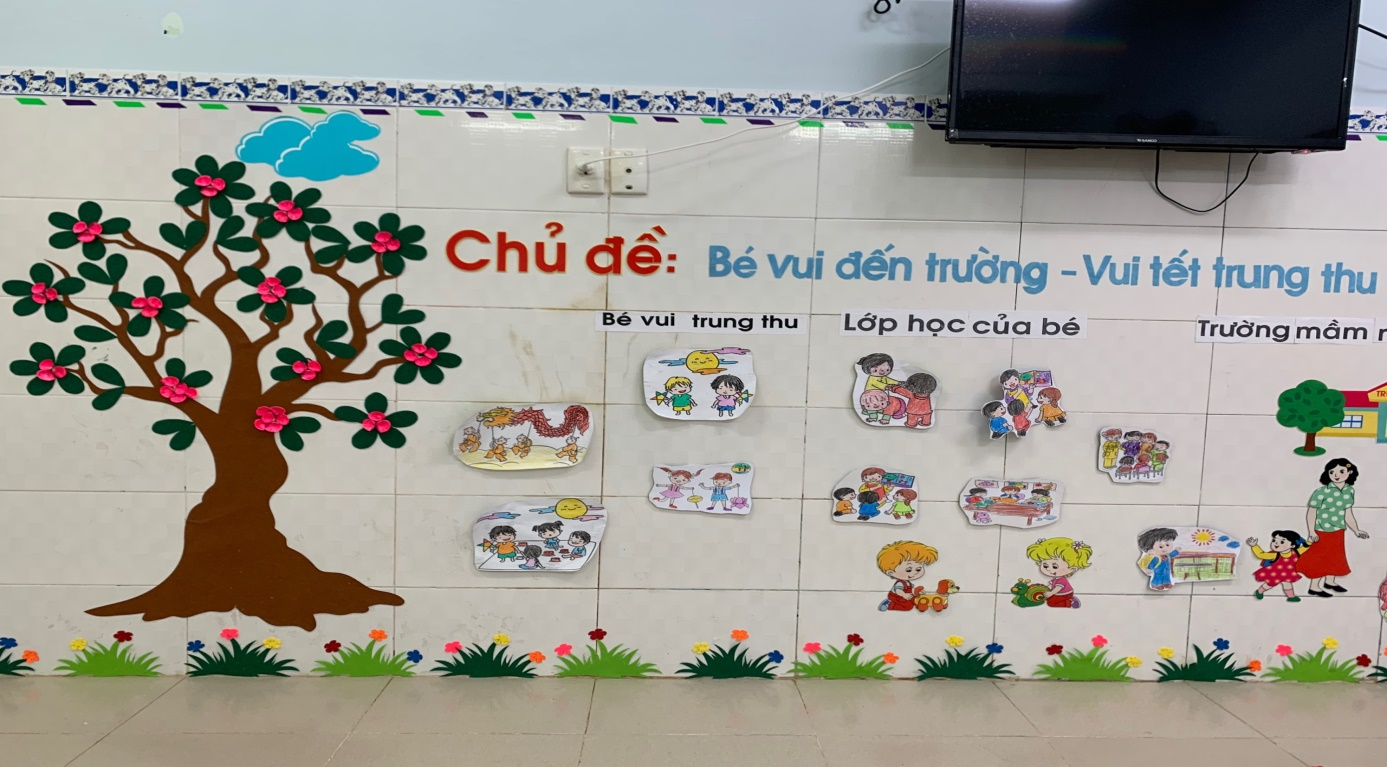 Chủ đề: Bé vui đến trường - Vui tết trung thu
Bé vui trung thu
Lớp học của bé
Trường mầm